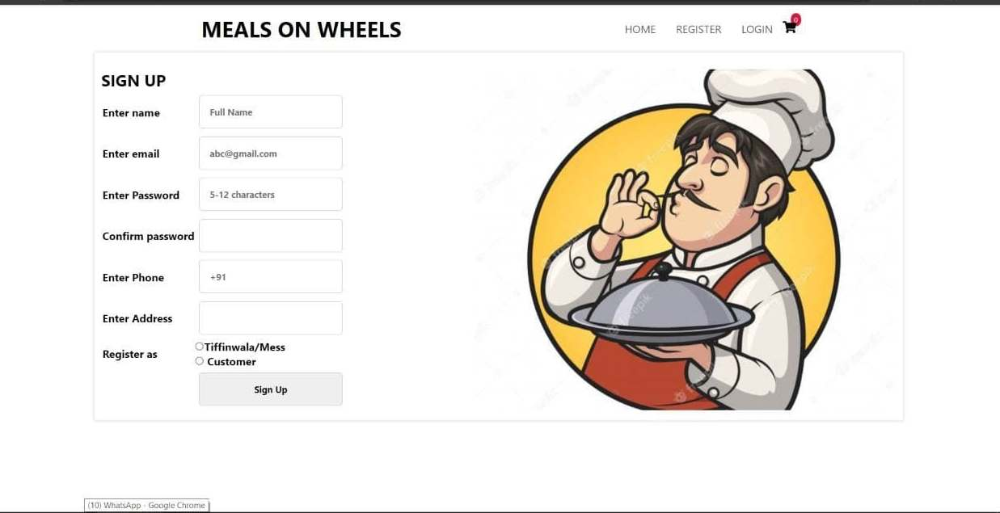 MEALS ON WHEELS
HOME REGISTER LOGIN 0
SIGN UP
Enter name Full Name
Enter email abc@gmail.com
Enter Password 5-12 characters
Confirm password
Enter Phone +91
Enter Address
Register as Tiffinwala/Mess
Customer
Sign Up
freepik
(10) WhatsApp - Google Chrome